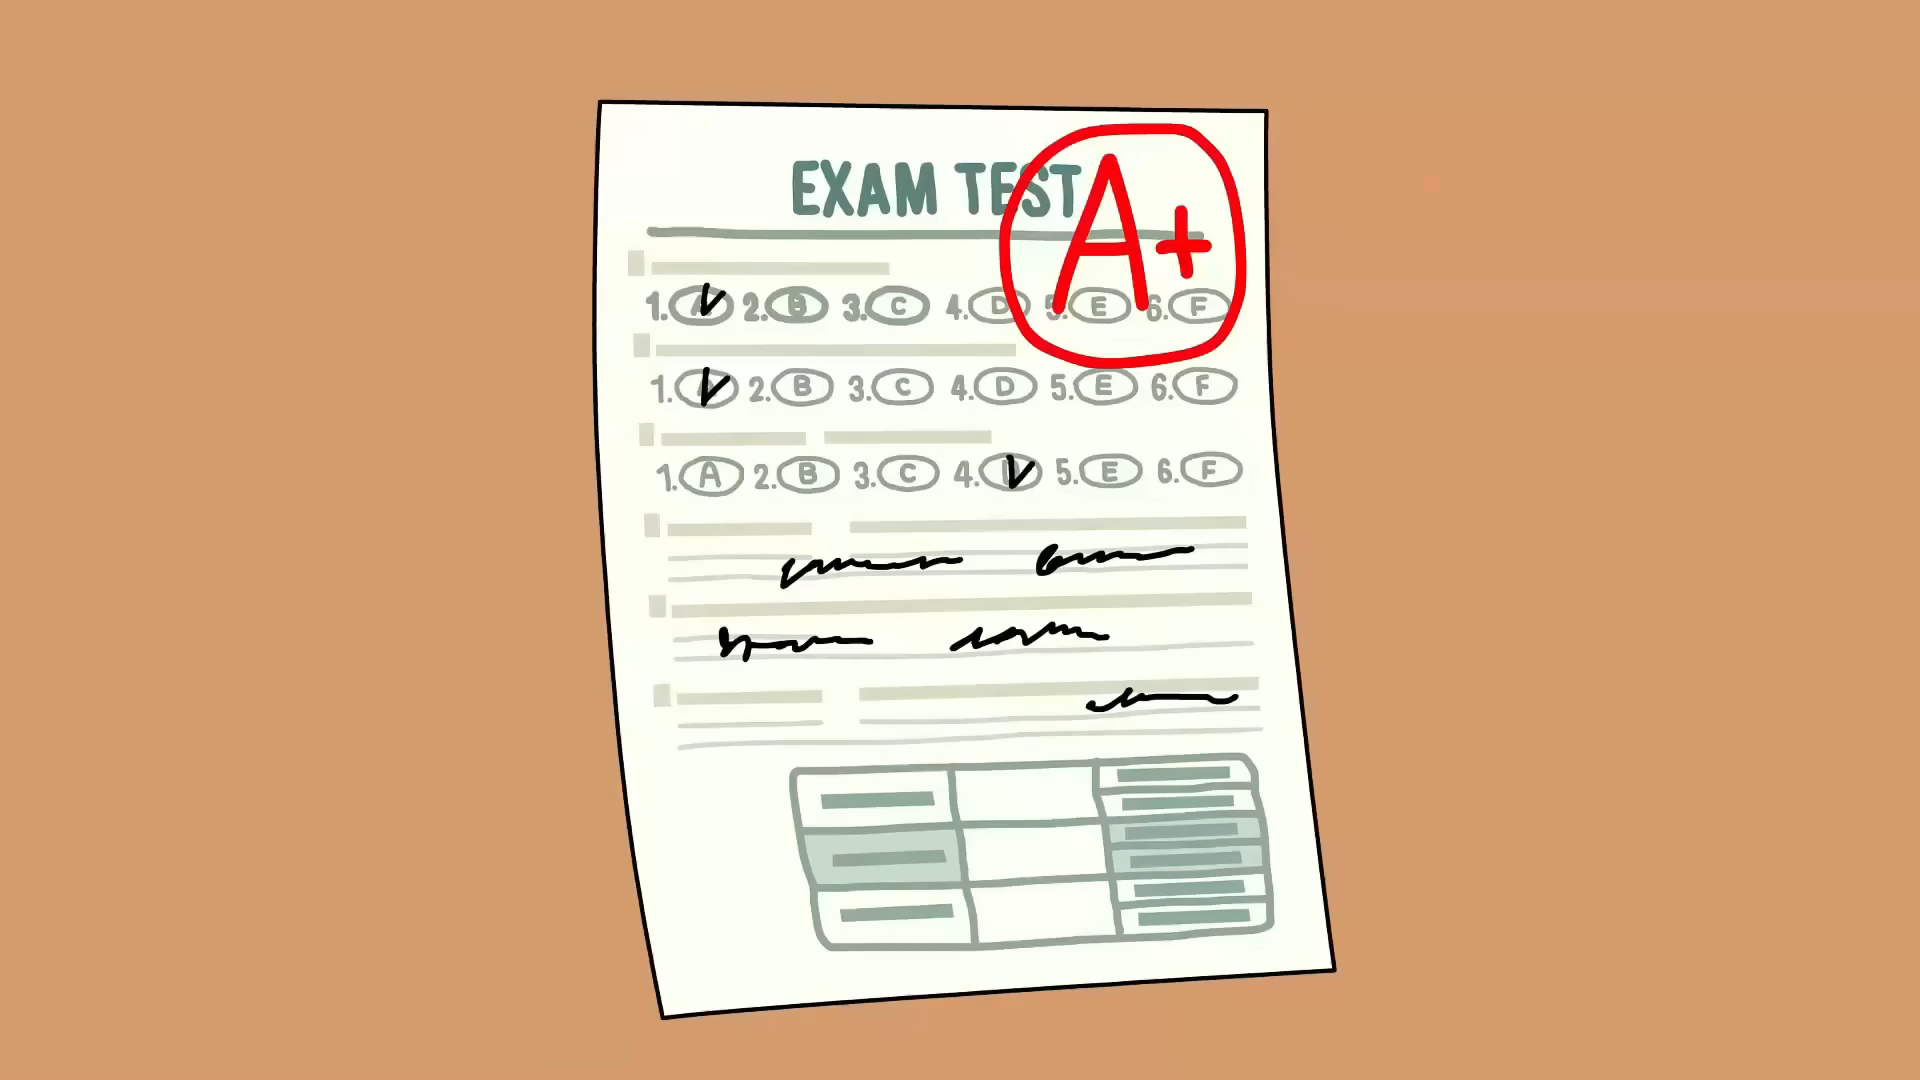 EXAM TEST
A+
1. A 2. B 3. C 4. D 5. E 6. F
1. A 2. B 3. C 4. D 5. E 6. F
1. A 2. B 3. C 4. D 5. E 6. F